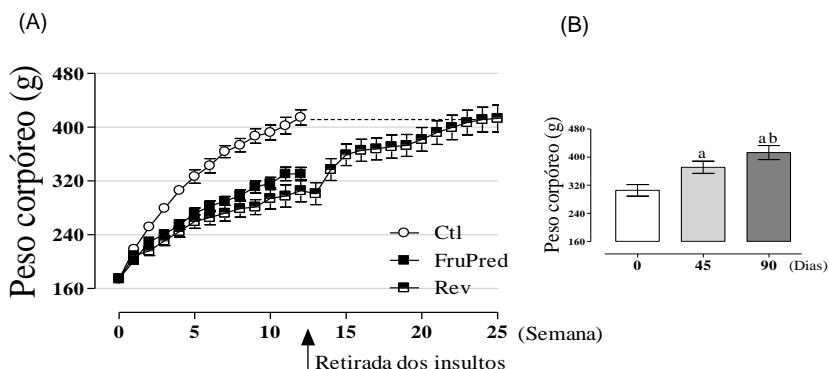 (A)
Peso corpóreo (g)
480
400
320
240
160
Ctl
FruPred
Rev
0 5 10 15 20 25 (Semana)
Retirada dos insultos
(B)
Peso corpóreo (g)
480
400
320
240
160
a
ab
0 45 90 (Dias)